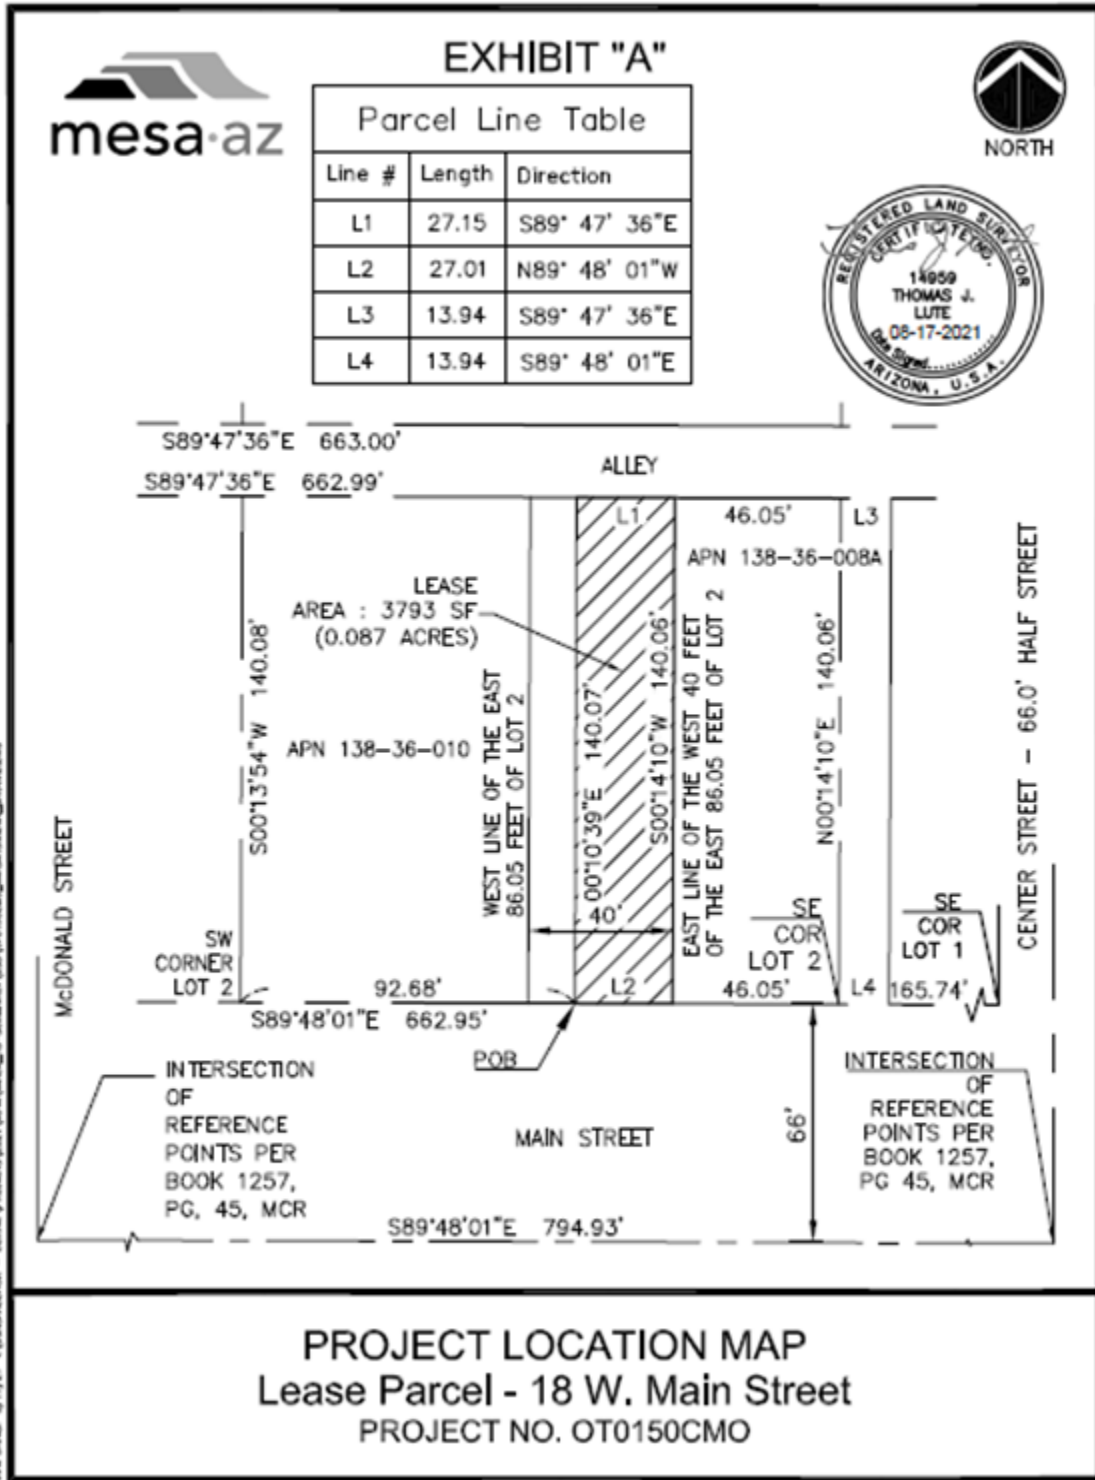 EXHIBIT "A"
mesa·az
NORTH
Parcel Line Table
Line # Length Direction
L1 27.15 S89° 47' 36"E
L2 27.01 N89° 48' 01"W
L3 13.94 S89° 47' 36"E
L4 13.94 S89° 48' 01"E
REGISTERED LAND SURVEYOR
CERTIFICATE NO.
14959
THOMAS J.
LUTE
08-17-2021
Date Signed
ARIZONA, U.S.A.
S89°47'36"E 663.00'
ALLEY
S89°47'36"E 662.99'
L1
46.05'
L3
APN 138-36-008A
LEASE
AREA : 3793 SF
(0.087 ACRES)
S00°13'54"W 140.08'
APN 138-36-010
WEST LINE OF THE EAST
86.05 FEET OF LOT 2
00°10'39"E 140.07'
S00°14'10"W 140.06'
EAST LINE OF THE WEST 40 FEET
OF THE EAST 86.05 FEET OF LOT 2
N00°14'10"E 140.06'
CENTER STREET - 66.0' HALF STREET
McDONALD STREET
40'
SW
CORNER
LOT 2
SE
COR
LOT 2
SE
COR
LOT 1
92.68'
L2
46.05'
L4
165.74'
S89°48'01"E 662.95'
POB
INTERSECTION
OF
REFERENCE
POINTS PER
BOOK 1257,
PG, 45, MCR
MAIN STREET
66'
INTERSECTION
OF
REFERENCE
POINTS PER
BOOK 1257,
PG 45, MCR
S89°48'01"E 794.93'
PROJECT LOCATION MAP
Lease Parcel - 18 W. Main Street
PROJECT NO. OT0150CMO